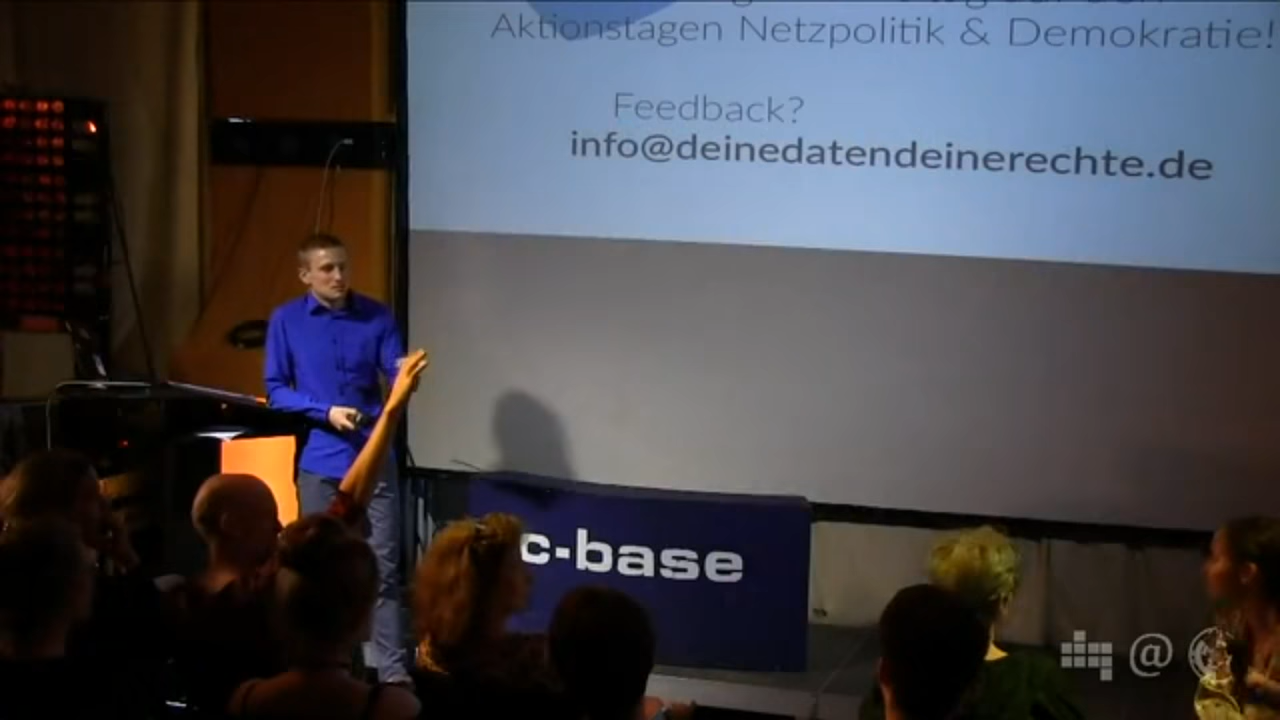 Aktionstagen Netzpolitik & Demokratie!
Feedback?
info@deinedatendeinerechte.de
c-base
@